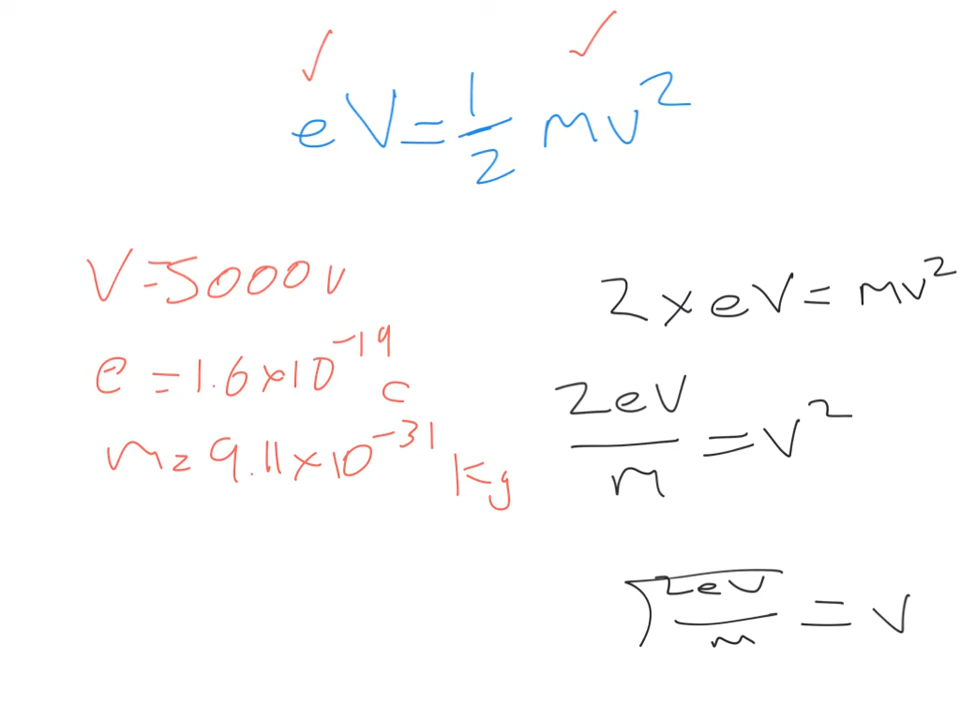 ✓ ✓
eV = 1/2 mv²
V = 5000 v
e = 1.6 × 10⁻¹⁹ C
m = 9.11 × 10⁻³¹ kg
2 × eV = mv²
2eV/m = v²
√(2eV/m) = v